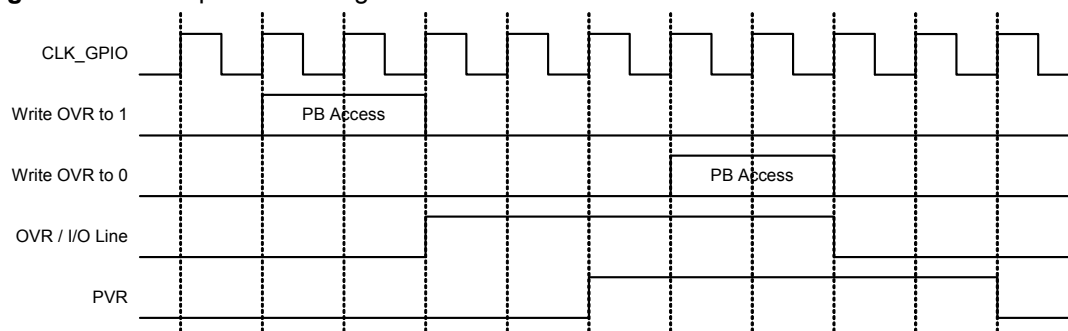 CLK_GPIO
Write OVR to 1 PB Access
Write OVR to 0 PB Access
OVR / I/O Line
PVR